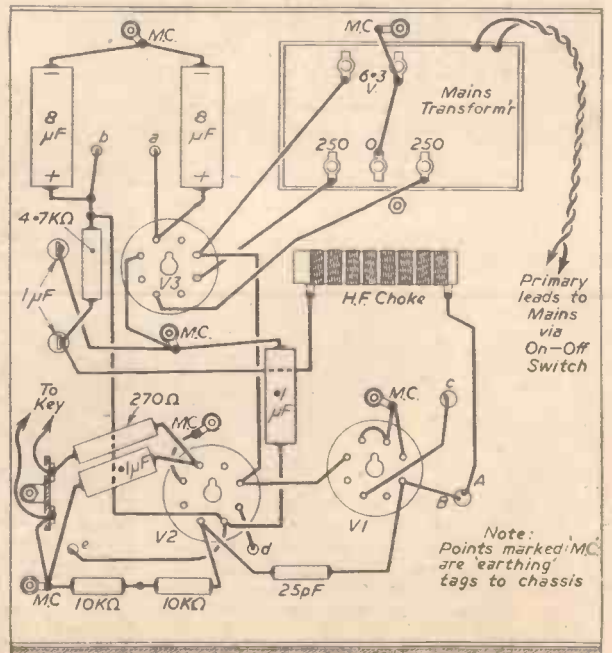 M.C.
M.C.
6·3
V.
Mains
Transform'r
8
µF
8
µF
b
a
250
0
250
4·7KΩ
V3
1µF
H.F. Choke
Primary
leads to
Mains
via
On-Off
Switch
M.C.
·1
µF
To
Key
270Ω
M.C.
M.C.
c
·1µF
A
B
V2
V1
e
d
Note:
Points marked 'M.C.'
are 'earthing'
tags to chassis
M.C.
10KΩ
10KΩ
25pF